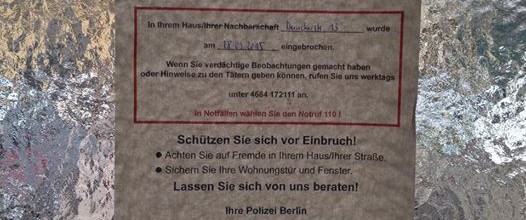 In Ihrem Haus/Ihrer Nachbarschaft 13 wurde
am eingebrochen.
Wenn Sie verdächtige Beobachtungen gemacht haben
oder Hinweise zu den Tätern geben können, rufen Sie uns werktags
unter 4664 172111 an.
In Notfällen wählen Sie den Notruf 110 !
Schützen Sie sich vor Einbruch!
● Achten Sie auf Fremde in Ihrem Haus/Ihrer Straße.
● Sichern Sie Ihre Wohnungstür und Fenster.
Lassen Sie sich von uns beraten!
Ihre Polizei Berlin